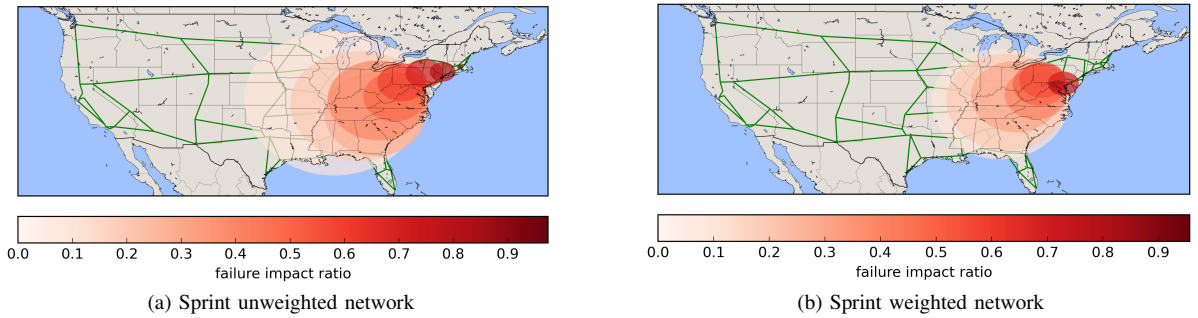 0.0 0.1 0.2 0.3 0.4 0.5 0.6 0.7 0.8 0.9
failure impact ratio
(a) Sprint unweighted network
0.0 0.1 0.2 0.3 0.4 0.5 0.6 0.7 0.8 0.9
failure impact ratio
(b) Sprint weighted network